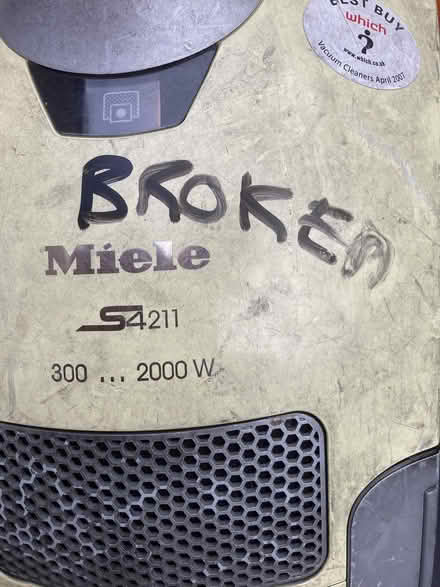 BEST BUY
which
?
www.which.co.uk
Vacuum Cleaners April 2007
BROKEN
Miele
S4211
300 ... 2000 W